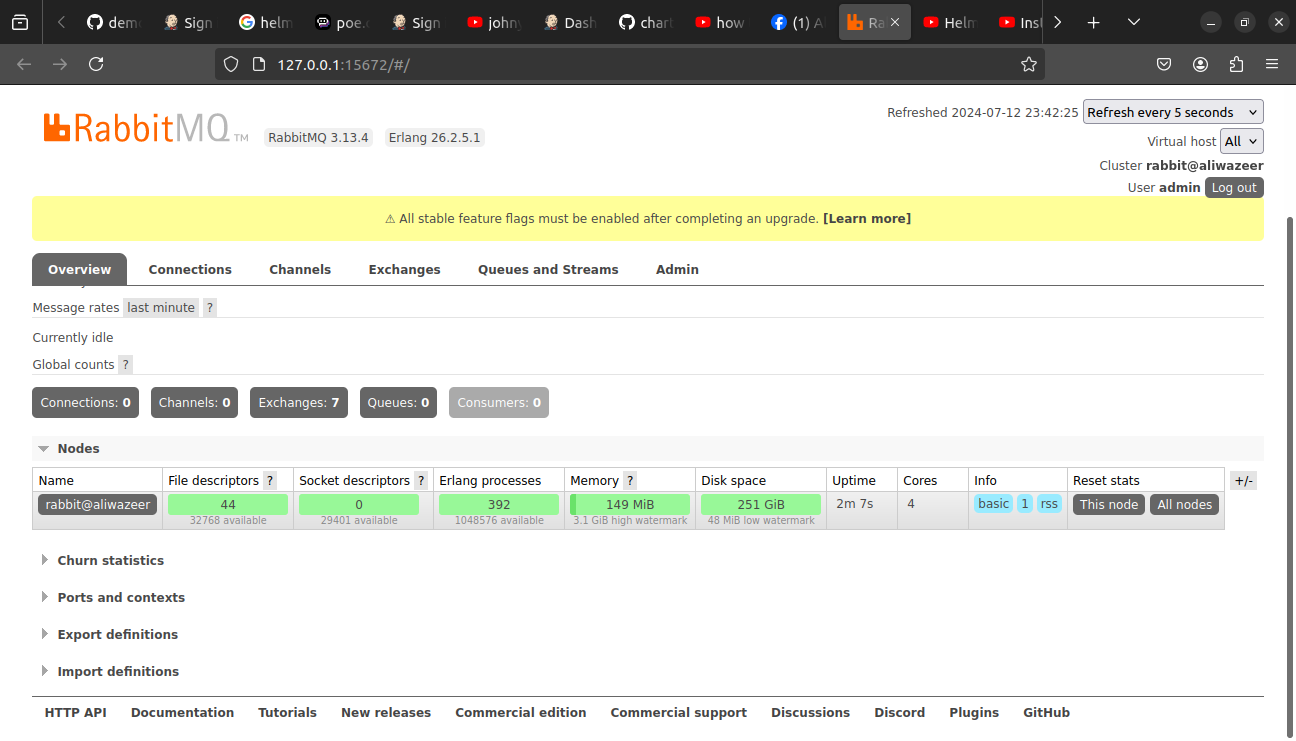 dem Sign helm poe. Sign john Dash chart how (1) A Ra Helm Inst
127.0.0.1:15672/#/
Refreshed 2024-07-12 23:42:25 Refresh every 5 seconds
RabbitMQ TM RabbitMQ 3.13.4 Erlang 26.2.5.1
Virtual host All
Cluster rabbit@aliwazeer
User admin Log out
⚠ All stable feature flags must be enabled after completing an upgrade. [Learn more]
Overview Connections Channels Exchanges Queues and Streams Admin
Message rates last minute ?
Currently idle
Global counts ?
Connections: 0 Channels: 0 Exchanges: 7 Queues: 0 Consumers: 0
Nodes
Name File descriptors ? Socket descriptors ? Erlang processes Memory ? Disk space Uptime Cores Info Reset stats +/-
rabbit@aliwazeer 44 0 392 149 MiB 251 GiB 2m 7s 4 basic 1 rss This node All nodes
32768 available 29401 available 1048576 available 3.1 GiB high watermark 48 MiB low watermark
Churn statistics
Ports and contexts
Export definitions
Import definitions
HTTP API Documentation Tutorials New releases Commercial edition Commercial support Discussions Discord Plugins GitHub